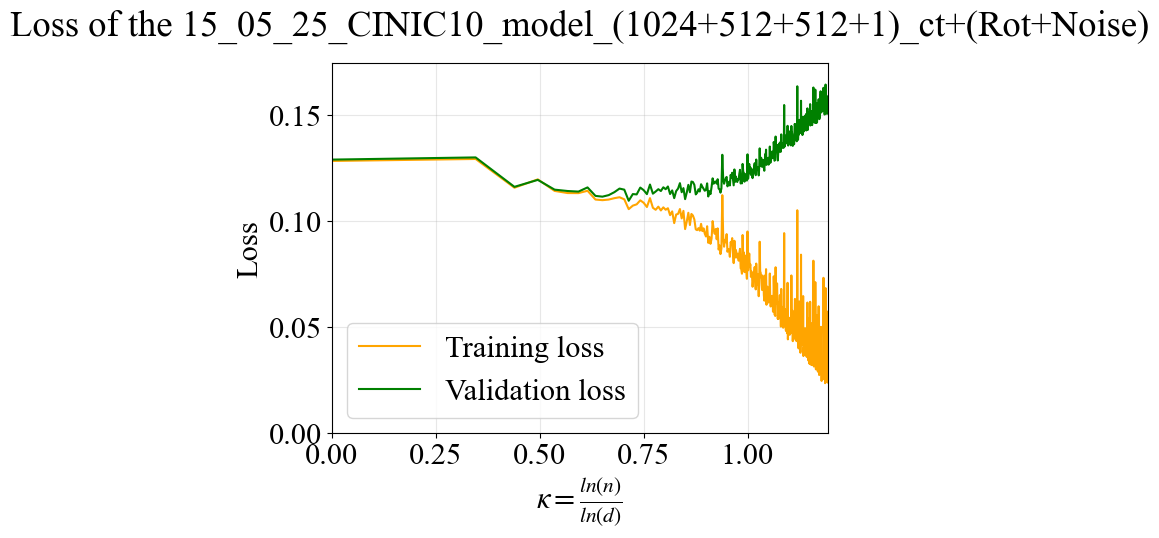 Loss of the 15_05_25_CINIC10_model_(1024+512+512+1)_ct+(Rot+Noise)
0.15
0.10
0.05
0.00
Loss
Training loss
Validation loss
0.00 0.25 0.50 0.75 1.00
κ = ln(n)/ln(d)